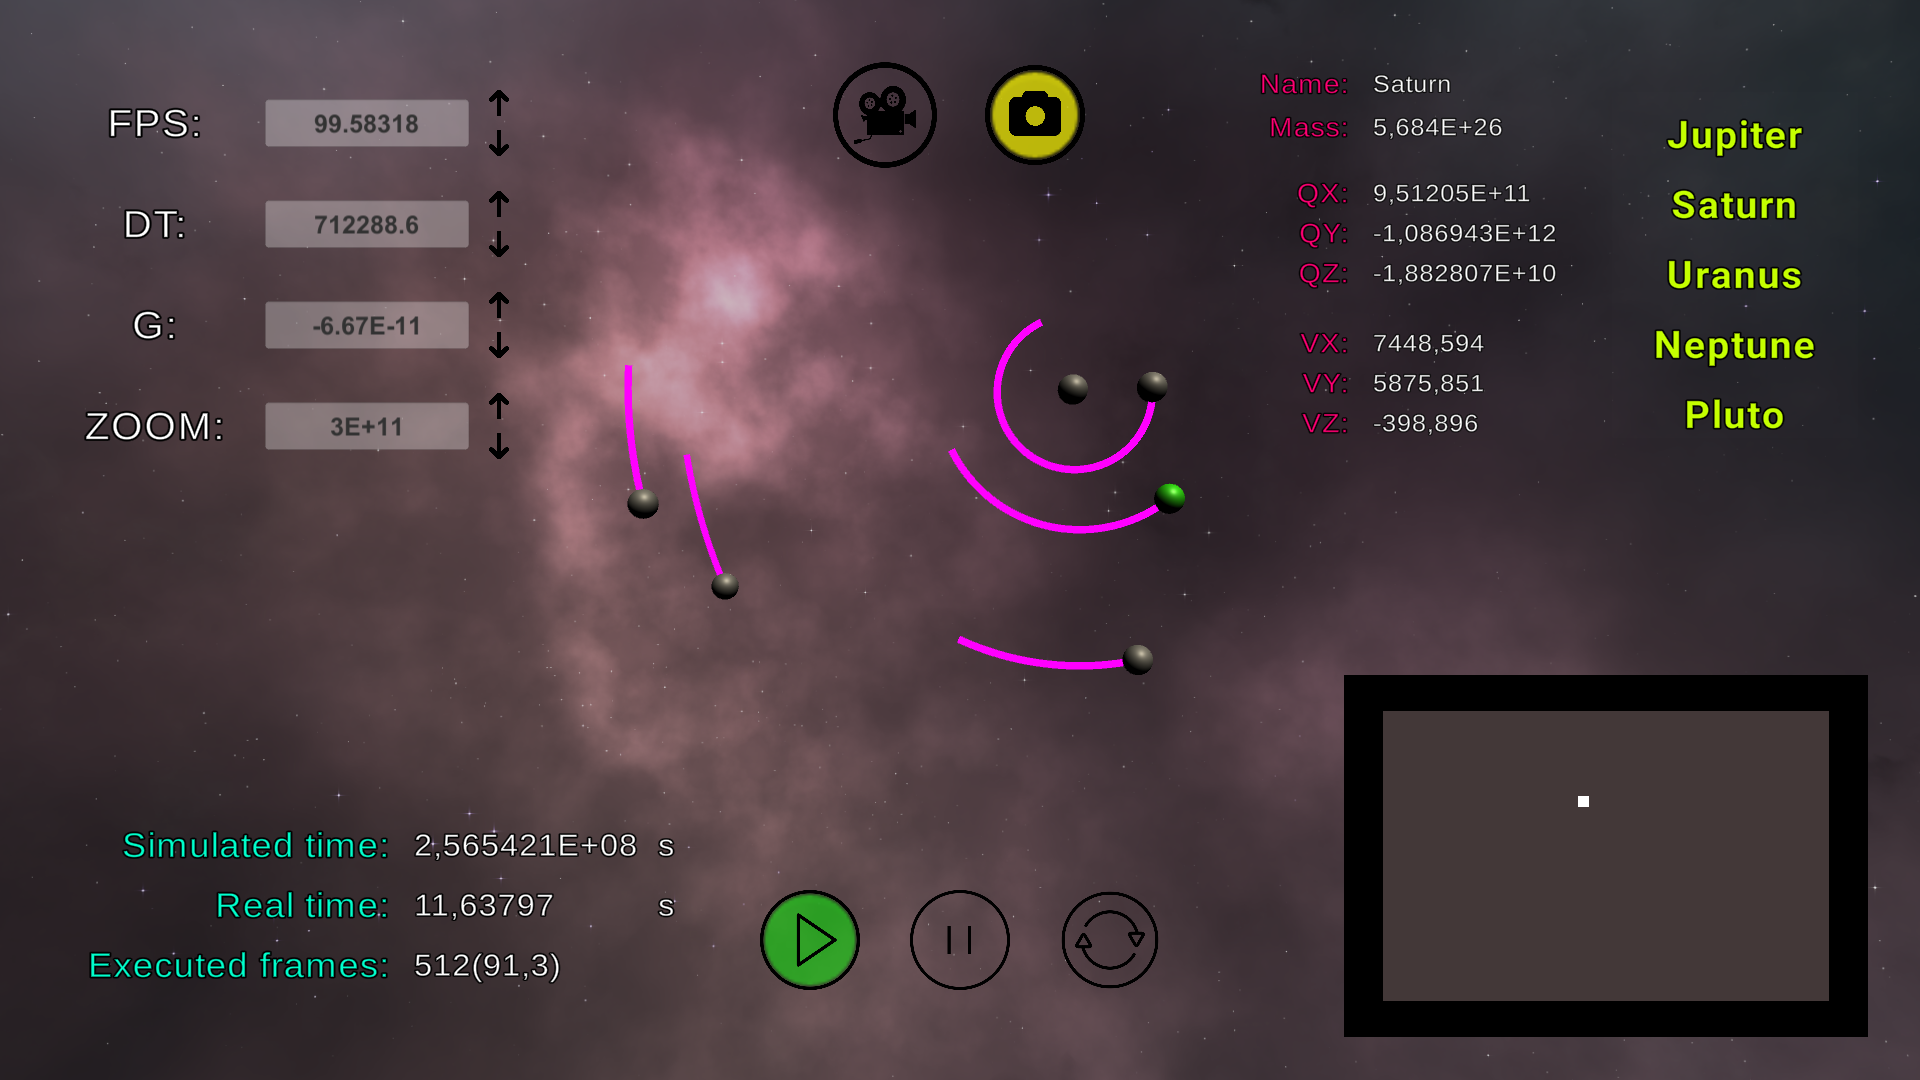 FPS: 99.58318
DT: 712288.6
G: -6.67E-11
ZOOM: 3E+11
Name: Saturn
Mass: 5,684E+26
QX: 9,51205E+11
QY: -1,086943E+12
QZ: -1,882807E+10
VX: 7448,594
VY: 5875,851
VZ: -398,896
Jupiter
Saturn
Uranus
Neptune
Pluto
Simulated time: 2,565421E+08 s
Real time: 11,63797 s
Executed frames: 512(91,3)